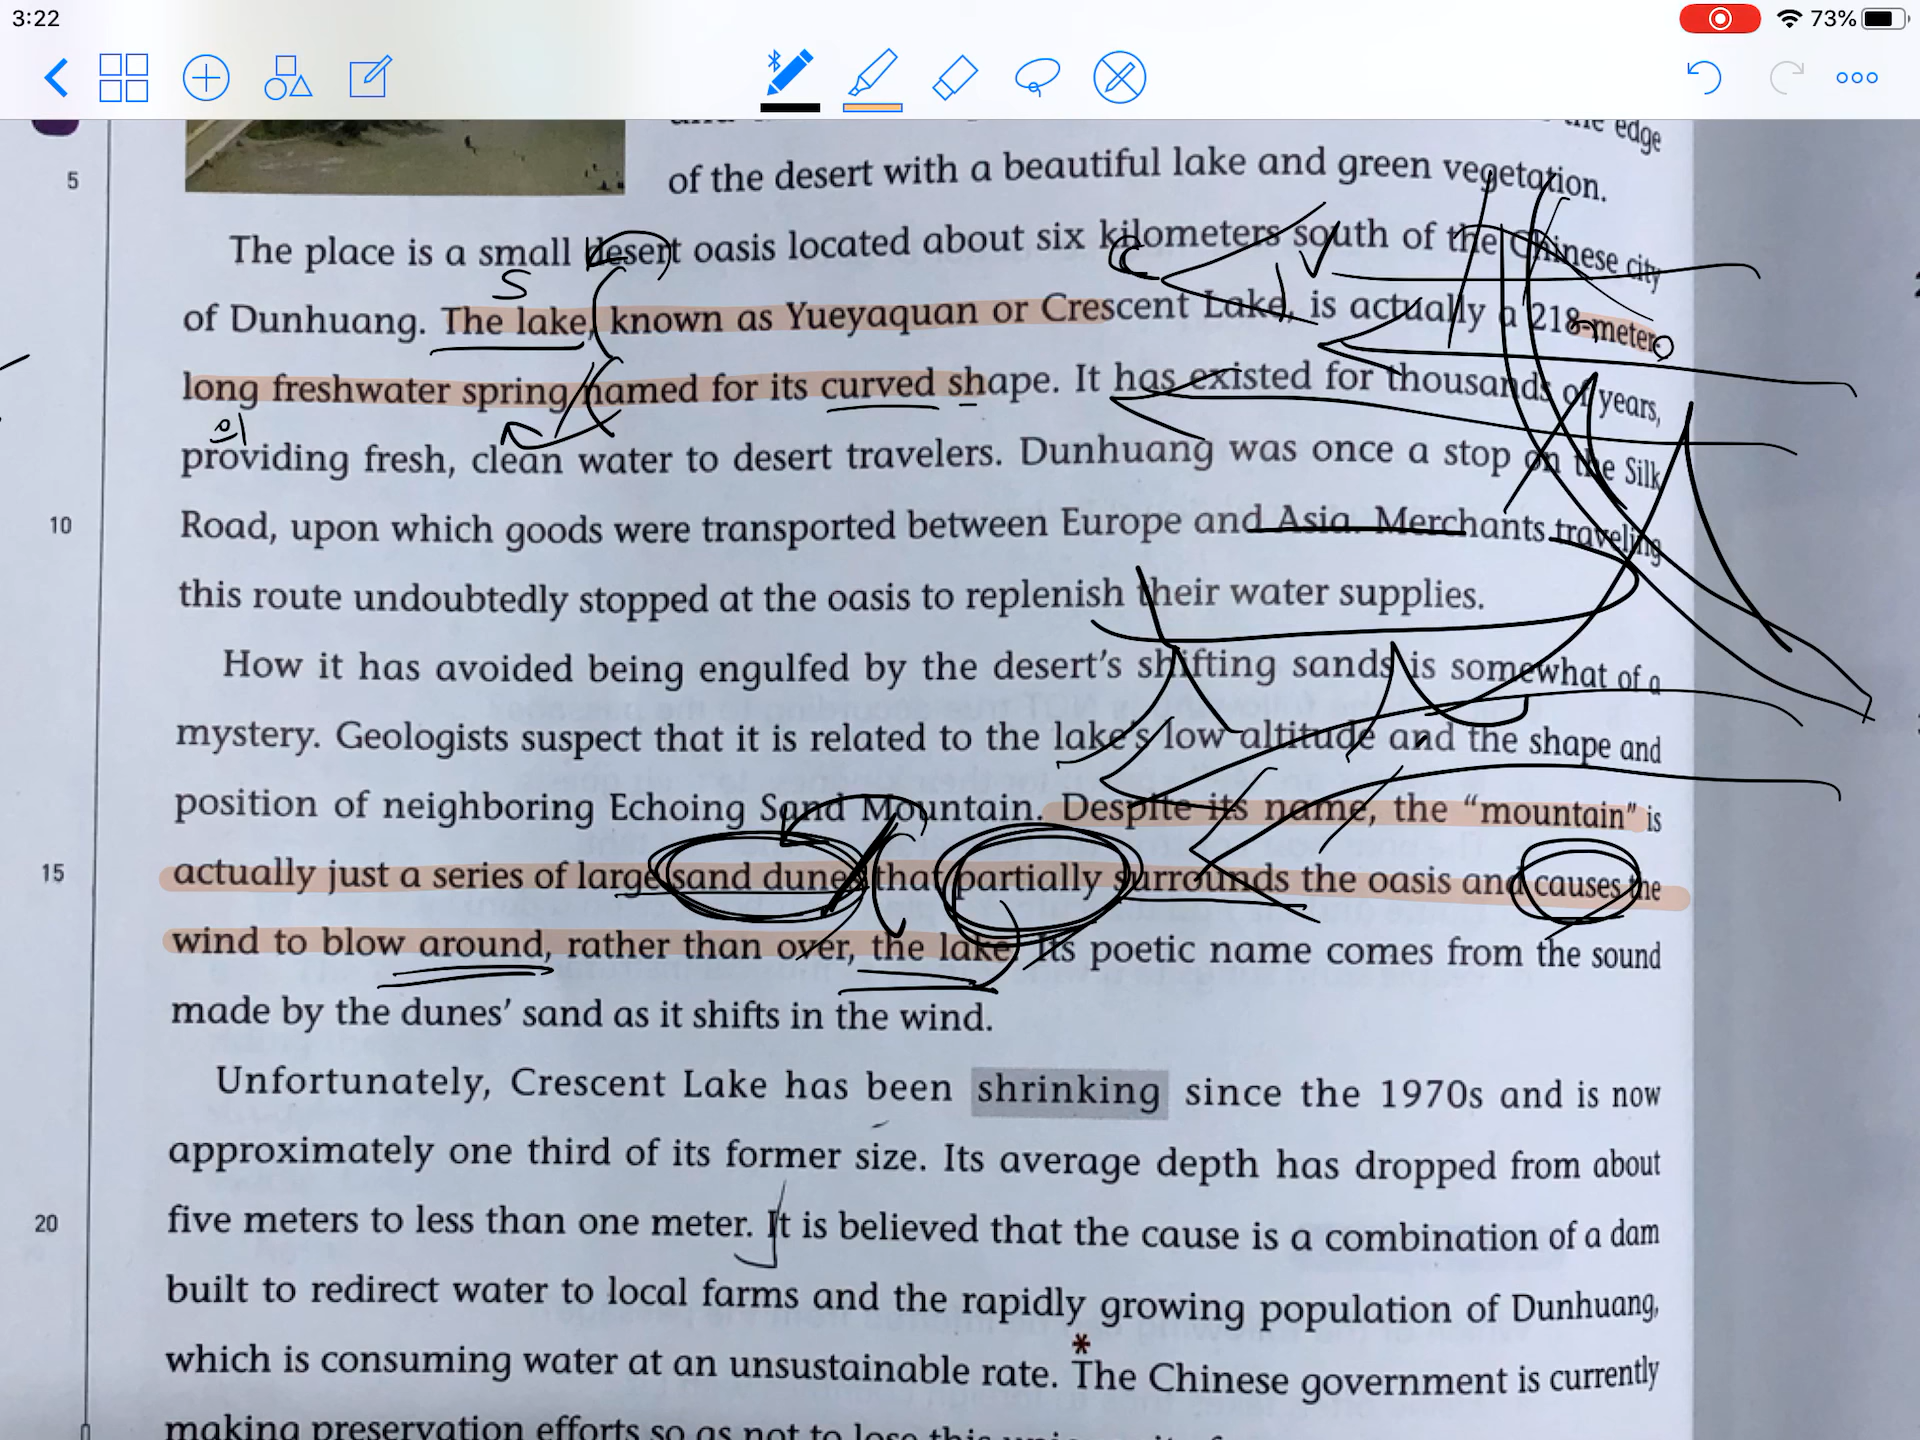 3:22
73%
the edge
5
of the desert with a beautiful lake and green vegetation.
The place is a small desert oasis located about six kilometers south of the Chinese city
S
of Dunhuang. The lake, known as Yueyaquan or Crescent Lake, is actually a 218-meter-
long freshwater spring named for its curved shape. It has existed for thousands of years,
providing fresh, clean water to desert travelers. Dunhuang was once a stop on the Silk
10
Road, upon which goods were transported between Europe and Asia. Merchants traveling
this route undoubtedly stopped at the oasis to replenish their water supplies.
How it has avoided being engulfed by the desert's shifting sands is somewhat of a
mystery. Geologists suspect that it is related to the lake's low altitude and the shape and
position of neighboring Echoing Sand Mountain. Despite its name, the “mountain” is
15
actually just a series of large sand dunes that partially surrounds the oasis and causes the
wind to blow around, rather than over, the lake. Its poetic name comes from the sound
made by the dunes' sand as it shifts in the wind.
Unfortunately, Crescent Lake has been shrinking since the 1970s and is now
approximately one third of its former size. Its average depth has dropped from about
20
five meters to less than one meter. It is believed that the cause is a combination of a dam
built to redirect water to local farms and the rapidly growing population of Dunhuang,
which is consuming water at an unsustainable rate. *The Chinese government is currently
making preservation efforts so as not to lose this